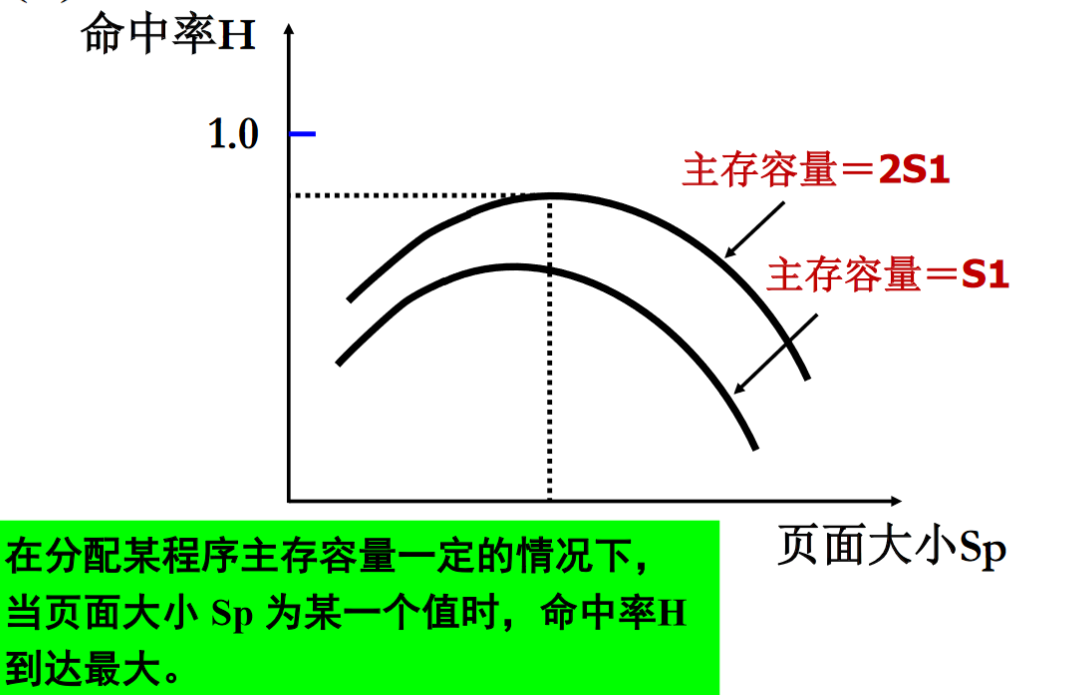 命中率H
1.0
主存容量＝2S1
主存容量＝S1
页面大小Sp
在分配某程序主存容量一定的情况下，
当页面大小 Sp 为某一个值时，命中率H
到达最大。